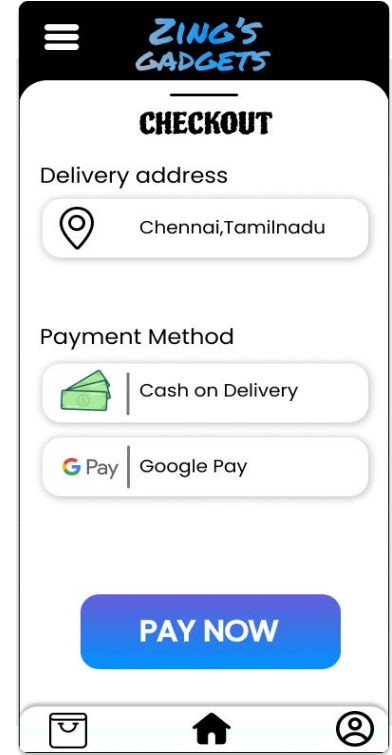 ZING'S
GADGETS
CHECKOUT
Delivery address
Chennai,Tamilnadu
Payment Method
Cash on Delivery
G Pay
Google Pay
PAY NOW